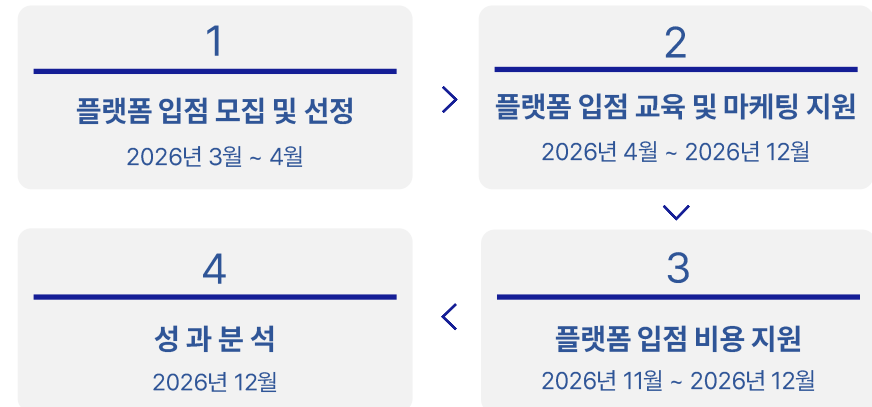 1
플랫폼 입점 모집 및 선정
2026년 3월 ~ 4월
2
플랫폼 입점 교육 및 마케팅 지원
2026년 4월 ~ 2026년 12월
3
플랫폼 입점 비용 지원
2026년 11월 ~ 2026년 12월
4
성 과 분 석
2026년 12월